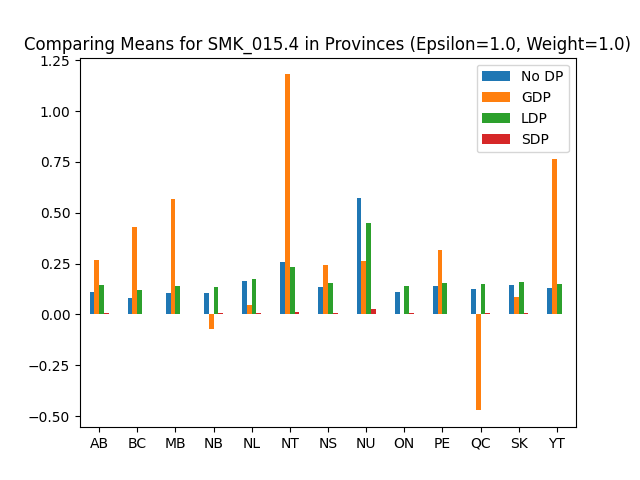 Comparing Means for SMK_015.4 in Provinces (Epsilon=1.0, Weight=1.0)
1.25
1.00
0.75
0.50
0.25
0.00
−0.25
−0.50
No DP
GDP
LDP
SDP
AB BC MB NB NL NT NS NU ON PE QC SK YT